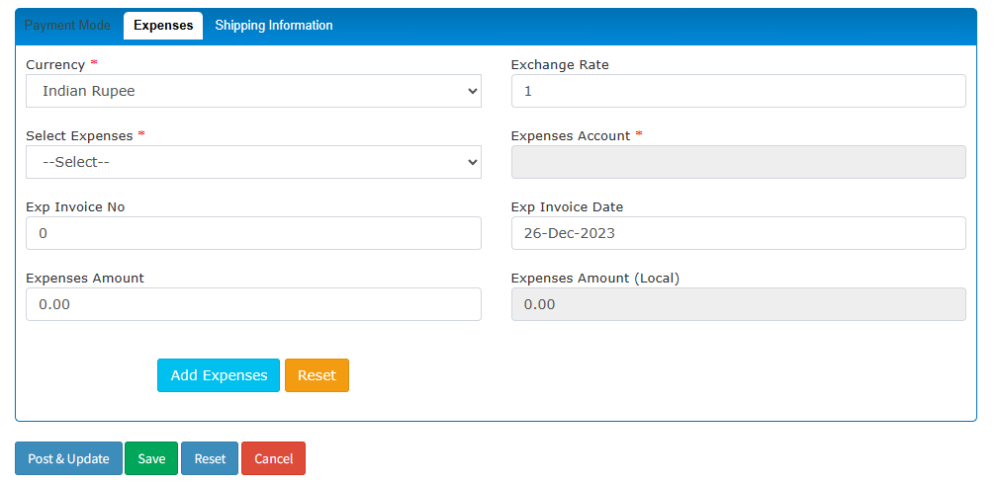 Payment Mode Expenses Shipping Information
Currency * Exchange Rate
Indian Rupee 1
Select Expenses * Expenses Account *
--Select--
Exp Invoice No Exp Invoice Date
0 26-Dec-2023
Expenses Amount Expenses Amount (Local)
0.00 0.00
Add Expenses Reset
Post & Update Save Reset Cancel